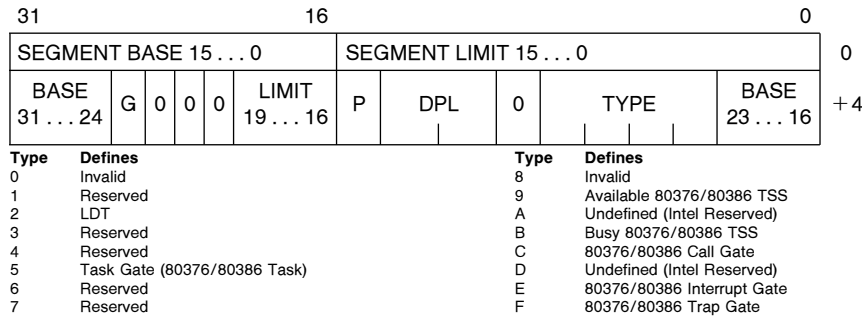 31 16 0
SEGMENT BASE 15 . . . 0 SEGMENT LIMIT 15 . . . 0 0
BASE 31 . . . 24 G 0 0 0 LIMIT 19 . . . 16 P DPL 0 TYPE BASE 23 . . . 16 +4
Type Defines Type Defines
0 Invalid 8 Invalid
1 Reserved 9 Available 80376/80386 TSS
2 LDT A Undefined (Intel Reserved)
3 Reserved B Busy 80376/80386 TSS
4 Reserved C 80376/80386 Call Gate
5 Task Gate (80376/80386 Task) D Undefined (Intel Reserved)
6 Reserved E 80376/80386 Interrupt Gate
7 Reserved F 80376/80386 Trap Gate